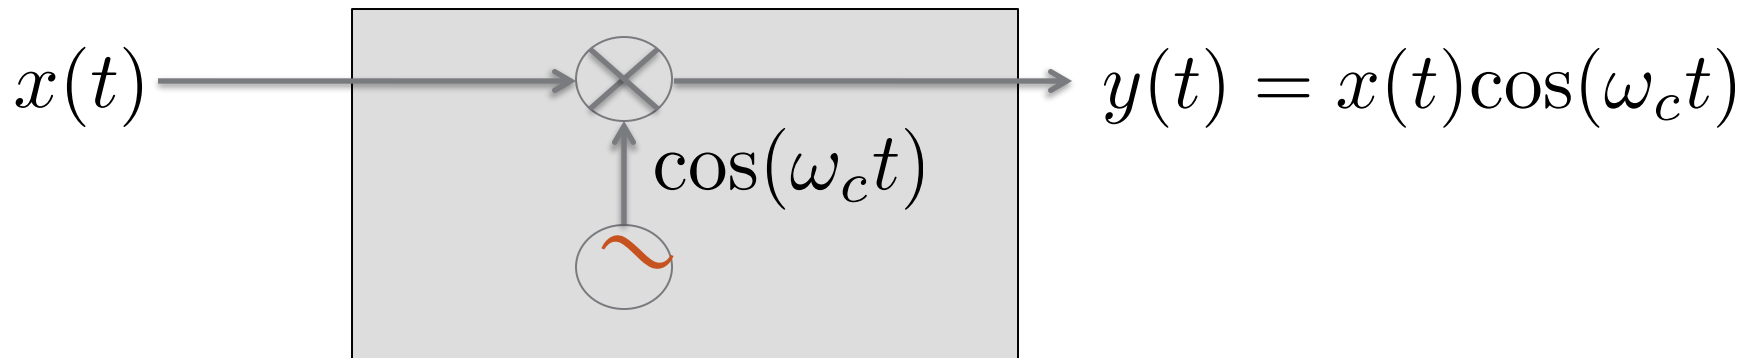 x(t)
y(t) = x(t)cos(ω_c t)
cos(ω_c t)